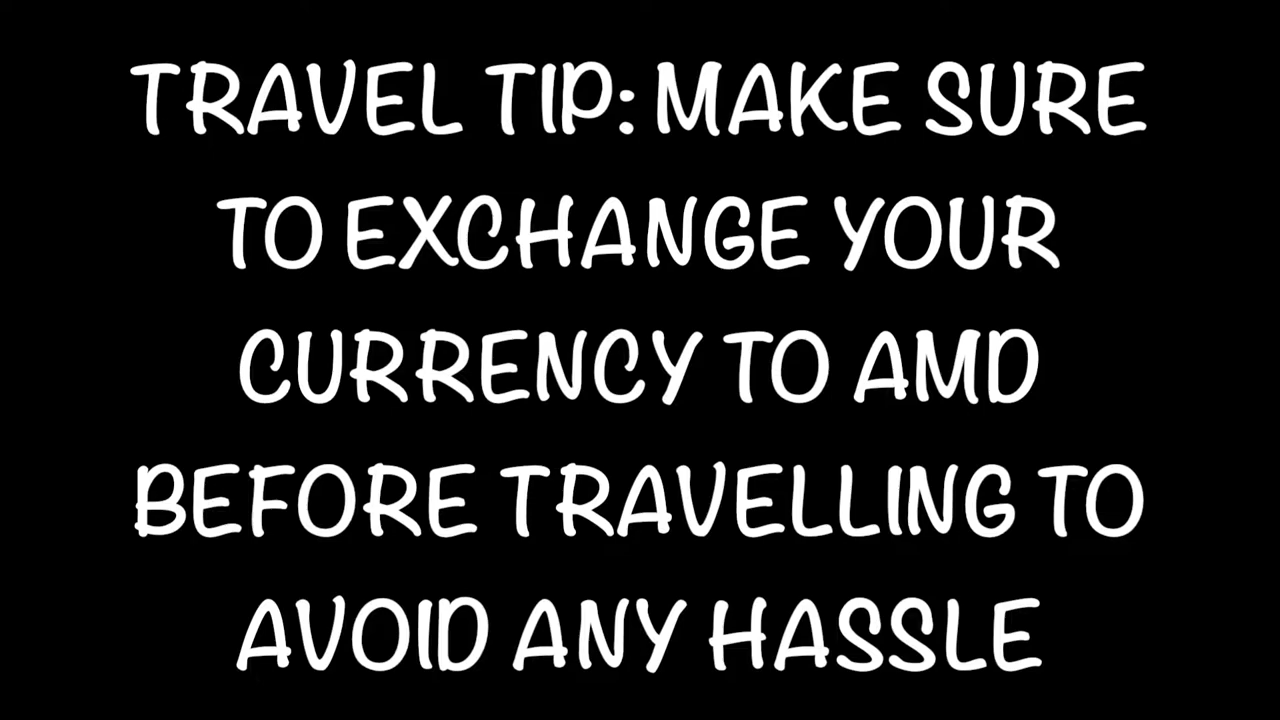 TRAVEL TIP: MAKE SURE
TO EXCHANGE YOUR
CURRENCY TO AMD
BEFORE TRAVELLING TO
AVOID ANY HASSLE